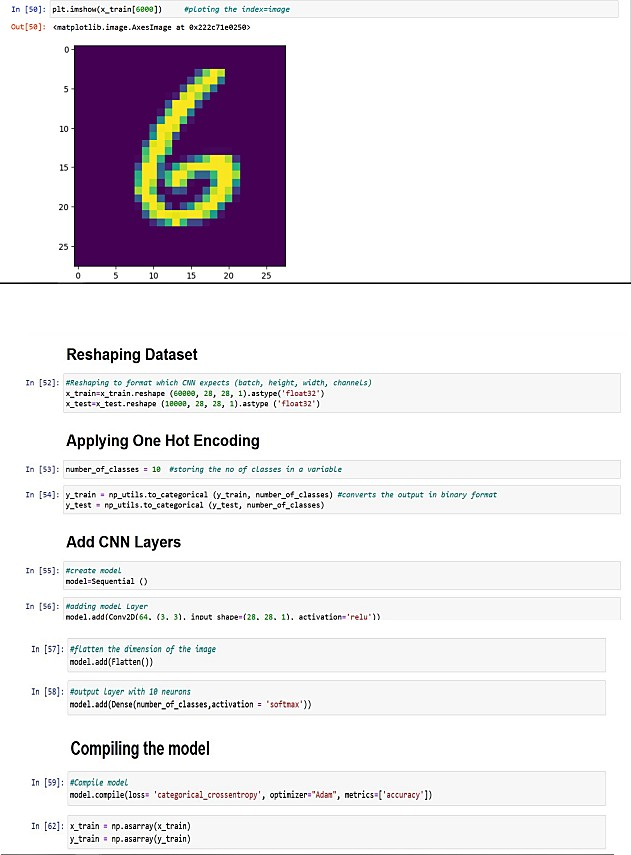 In [50]: plt.imshow(x_train[6000]) #ploting the index=image
Out[50]: <matplotlib.image.AxesImage at 0x222c71e0250>
0
5
10
15
20
25
0 5 10 15 20 25
Reshaping Dataset
In [52]: #Reshaping to format which CNN expects (batch, height, width, channels)
x_train=x_train.reshape (60000, 28, 28, 1).astype('float32')
x_test=x_test.reshape (10000, 28, 28, 1).astype ('float32')
Applying One Hot Encoding
In [53]: number_of_classes = 10 #storing the no of classes in a variable
In [54]: y_train = np_utils.to_categorical (y_train, number_of_classes) #converts the output in binary format
y_test = np_utils.to_categorical (y_test, number_of_classes)
Add CNN Layers
In [55]: #create model
model=Sequential ()
In [56]: #adding model Layer
model.add(Conv2D(64, (3, 3), input_shape=(28, 28, 1), activation='relu'))
In [57]: #flatten the dimension of the image
model.add(Flatten())
In [58]: #output layer with 10 neurons
model.add(Dense(number_of_classes,activation = 'softmax'))
Compiling the model
In [59]: #Compile model
model.compile(loss= 'categorical_crossentropy', optimizer="Adam", metrics=['accuracy'])
In [62]: x_train = np.asarray(x_train)
y_train = np.asarray(y_train)